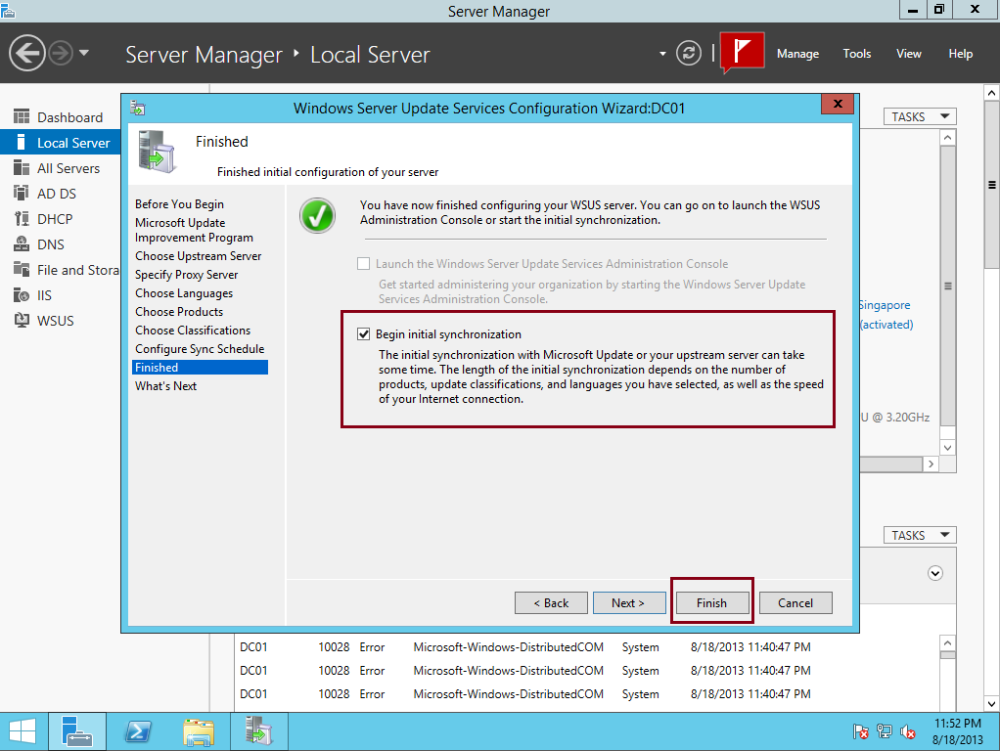 Server Manager
Server Manager ‣ Local Server
Manage Tools View Help
Dashboard
Local Server
All Servers
AD DS
DHCP
DNS
File and Stora
IIS
WSUS
TASKS
Windows Server Update Services Configuration Wizard:DC01
Finished
Finished initial configuration of your server
Before You Begin
Microsoft Update
Improvement Program
Choose Upstream Server
Specify Proxy Server
Choose Languages
Choose Products
Choose Classifications
Configure Sync Schedule
Finished
What's Next
You have now finished configuring your WSUS server. You can go on to launch the WSUS
Administration Console or start the initial synchronization.
Launch the Windows Server Update Services Administration Console
Get started administering your organization by starting the Windows Server Update
Services Administration Console.
Begin initial synchronization
The initial synchronization with Microsoft Update or your upstream server can take
some time. The length of the initial synchronization depends on the number of
products, update classifications, and languages you have selected, as well as the speed
of your Internet connection.
< Back Next > Finish Cancel
Singapore
(activated)
U @ 3.20GHz
TASKS
DC01 10028 Error Microsoft-Windows-DistributedCOM System 8/18/2013 11:40:47 PM
DC01 10028 Error Microsoft-Windows-DistributedCOM System 8/18/2013 11:40:47 PM
DC01 10028 Error Microsoft-Windows-DistributedCOM System 8/18/2013 11:40:47 PM
11:52 PM
8/18/2013